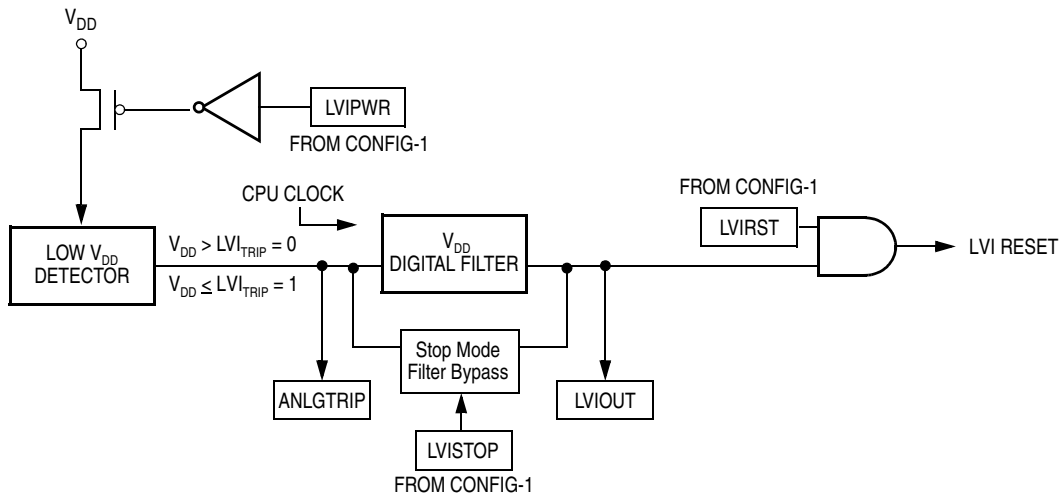 VDD
LVIPWR
FROM CONFIG-1
CPU CLOCK
FROM CONFIG-1
LVIRST
LOW VDD
DETECTOR
VDD > LVITRIP = 0
VDD ≤ LVITRIP = 1
VDD
DIGITAL FILTER
LVI RESET
Stop Mode
Filter Bypass
ANLGTRIP
LVIOUT
LVISTOP
FROM CONFIG-1